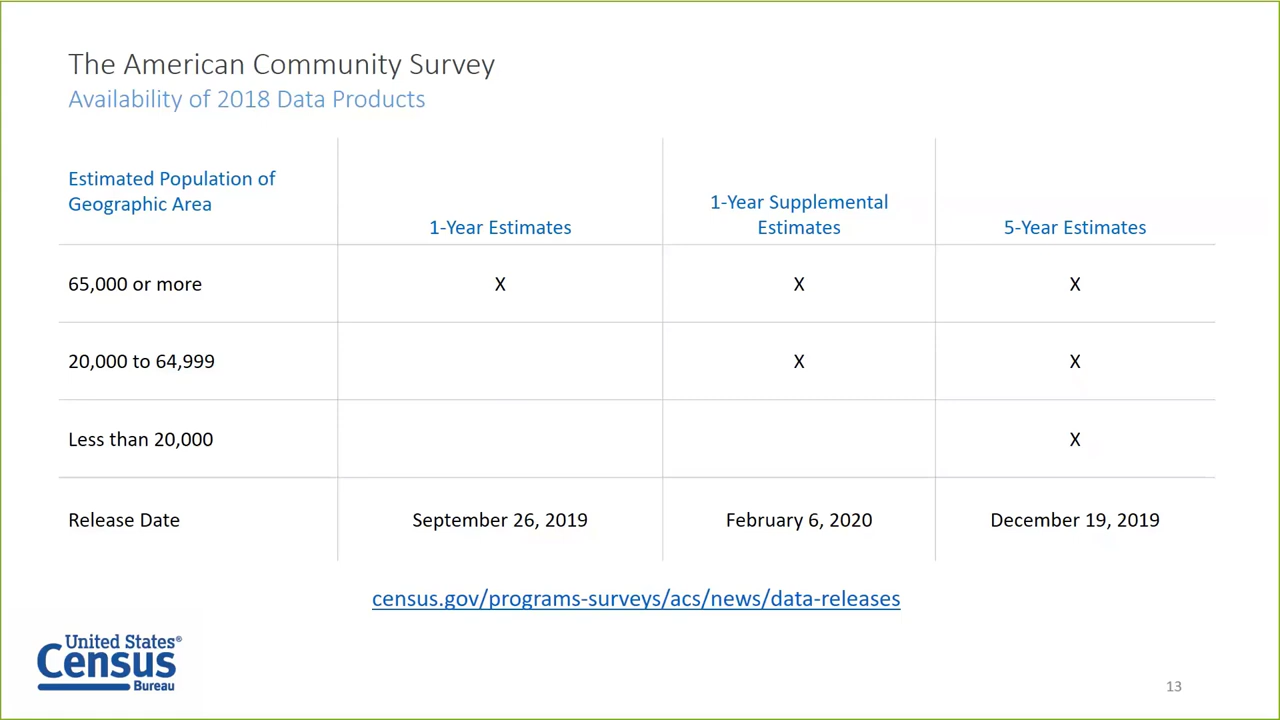 The American Community Survey
Availability of 2018 Data Products
Estimated Population of
Geographic Area
1-Year Estimates
1-Year Supplemental
Estimates
5-Year Estimates
65,000 or more
X
X
X
20,000 to 64,999
X
X
Less than 20,000
X
Release Date
September 26, 2019
February 6, 2020
December 19, 2019
census.gov/programs-surveys/acs/news/data-releases
United States®
Census
Bureau
13